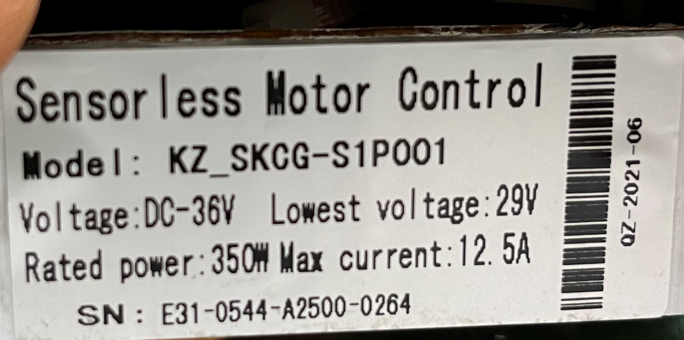 Sensorless Motor Control
Model: KZ_SKCG-S1P001
Voltage:DC-36V Lowest voltage:29V
Rated power:350W Max current:12.5A
SN: E31-0544-A2500-0264
QZ-2021-06